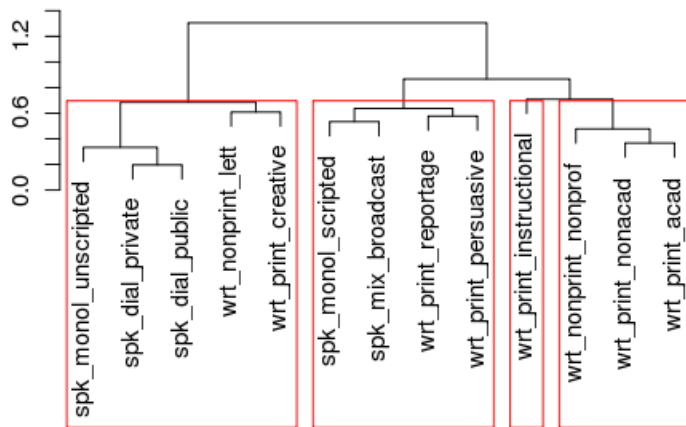 1.2
0.6
0.0
spk_monol_unscripted
spk_dial_private
spk_dial_public
wrt_nonprint_lett
wrt_print_creative
spk_monol_scripted
spk_mix_broadcast
wrt_print_reportage
wrt_print_persuasive
wrt_print_instructional
wrt_nonprint_nonprof
wrt_print_nonacad
wrt_print_acad